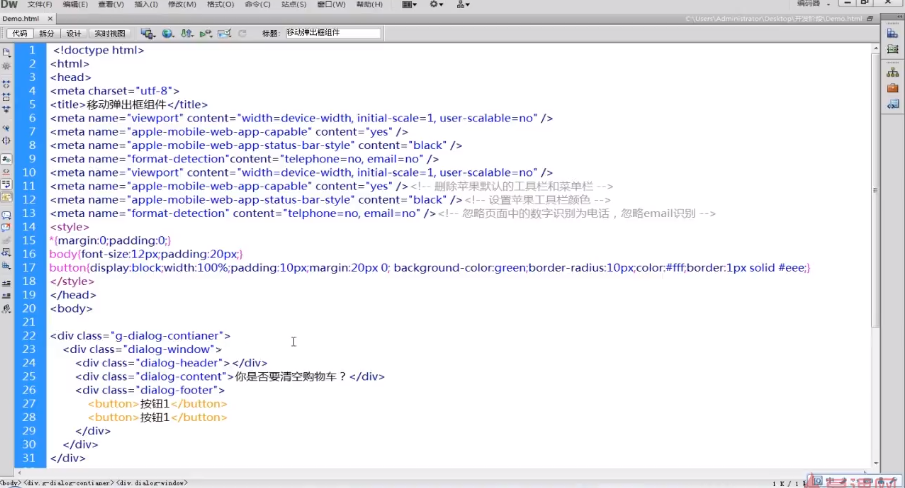 Dw 文件(F) 编辑(E) 查看(V) 插入(I) 修改(M) 格式(O) 命令(C) 站点(S) 窗口(W) 帮助(H) 编码器
Demo.html × C:\Users\Administrator\Desktop\开发阶段\Demo.html
代码 拆分 设计 实时视图 标题: 移动弹出框组件
1 <!doctype html>
2 <html>
3 <head>
4 <meta charset="utf-8">
5 <title>移动弹出框组件</title>
6 <meta name="viewport" content="width=device-width, initial-scale=1, user-scalable=no" />
7 <meta name="apple-mobile-web-app-capable" content="yes" />
8 <meta name="apple-mobile-web-app-status-bar-style" content="black" />
9 <meta name="format-detection"content="telephone=no, email=no" />
10 <meta name="viewport" content="width=device-width, initial-scale=1, user-scalable=no" />
11 <meta name="apple-mobile-web-app-capable" content="yes" /><!-- 删除苹果默认的工具栏和菜单栏 -->
12 <meta name="apple-mobile-web-app-status-bar-style" content="black" /><!-- 设置苹果工具栏颜色 -->
13 <meta name="format-detection" content="telphone=no, email=no" /><!-- 忽略页面中的数字识别为电话，忽略email识别 -->
14 <style>
15 *{margin:0;padding:0;}
16 body{font-size:12px;padding:20px;}
17 button{display:block;width:100%;padding:10px;margin:20px 0; background-color:green;border-radius:10px;color:#fff;border:1px solid #eee;}
18 </style>
19 </head>
20 <body>
21
22 <div class="g-dialog-contianer">
23 <div class="dialog-window">
24 <div class="dialog-header"></div>
25 <div class="dialog-content">你是否要清空购物车？</div>
26 <div class="dialog-footer">
27 <button>按钮1</button>
28 <button>按钮1</button>
29 </div>
30 </div>
31 </div>
<body><div.g-dialog-contianer><div.dialog-window> 1 K / 1